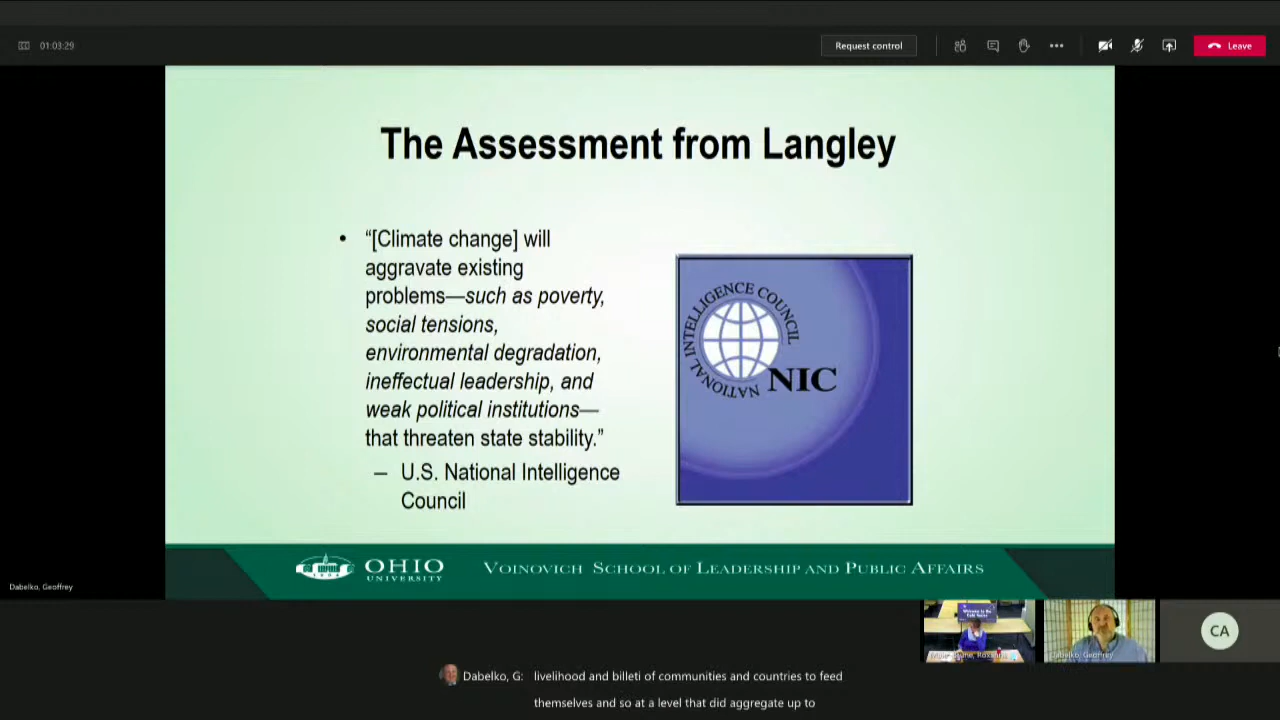 01:03:29
Request control
Leave
The Assessment from Langley
• “[Climate change] will
aggravate existing
problems—such as poverty,
social tensions,
environmental degradation,
ineffectual leadership, and
weak political institutions—
that threaten state stability.”
– U.S. National Intelligence
Council
NATIONAL INTELLIGENCE COUNCIL
NIC
OHIO
UNIVERSITY
VOINOVICH SCHOOL OF LEADERSHIP AND PUBLIC AFFAIRS
Dabelko, Geoffrey
Dabelko, Geoffrey
CA
Dabelko, G: livelihood and billeti of communities and countries to feed
themselves and so at a level that did aggregate up to